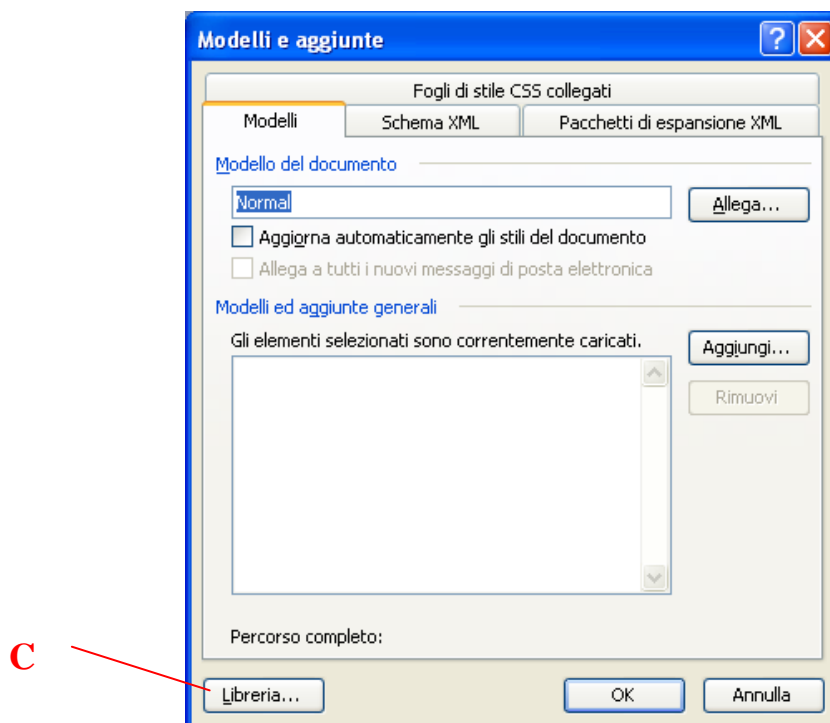 Modelli e aggiunte
Fogli di stile CSS collegati
Modelli Schema XML Pacchetti di espansione XML
Modello del documento
Normal Allega...
Aggiorna automaticamente gli stili del documento
Allega a tutti i nuovi messaggi di posta elettronica
Modelli ed aggiunte generali
Gli elementi selezionati sono correntemente caricati. Aggiungi...
Rimuovi
Percorso completo:
C
Libreria... OK Annulla